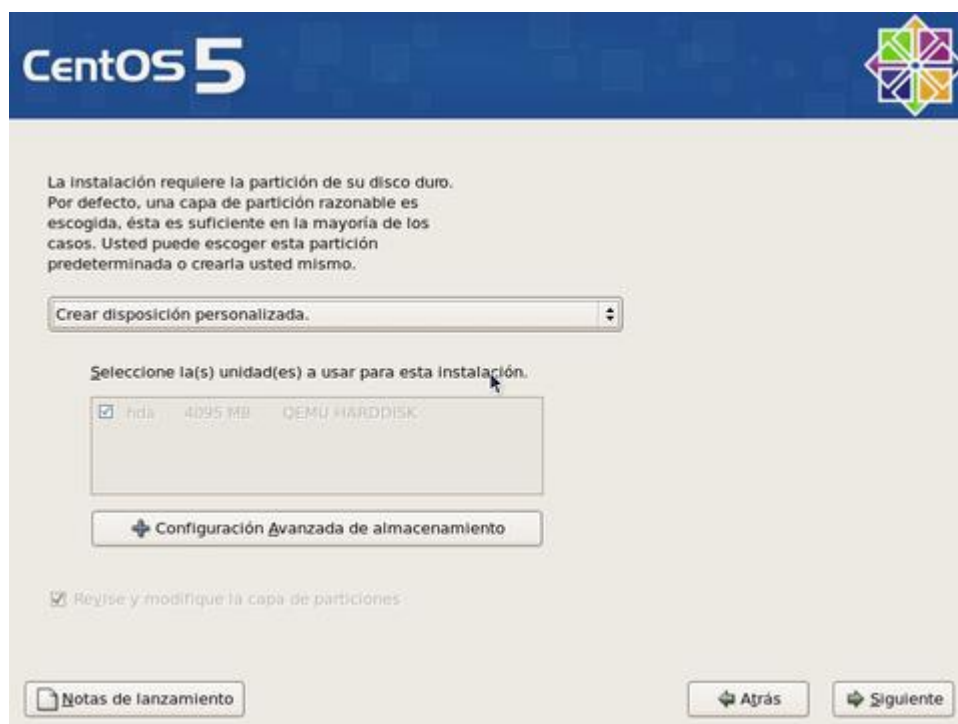 CentOS 5
La instalación requiere la partición de su disco duro.
Por defecto, una capa de partición razonable es
escogida, ésta es suficiente en la mayoría de los
casos. Usted puede escoger esta partición
predeterminada o crearla usted mismo.
Crear disposición personalizada.
Seleccione la(s) unidad(es) a usar para esta instalación.
hda 4095 MB QEMU HARDDISK
Configuración Avanzada de almacenamiento
Revise y modifique la capa de particiones
Notas de lanzamiento Atrás Siguiente